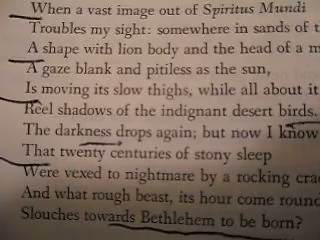 When a vast image out of Spiritus Mundi
Troubles my sight: somewhere in sands of t
A shape with lion body and the head of a m
A gaze blank and pitiless as the sun,
Is moving its slow thighs, while all about it
Reel shadows of the indignant desert birds.
The darkness drops again; but now I know
That twenty centuries of stony sleep
Were vexed to nightmare by a rocking cra
And what rough beast, its hour come round
Slouches towards Bethlehem to be born?